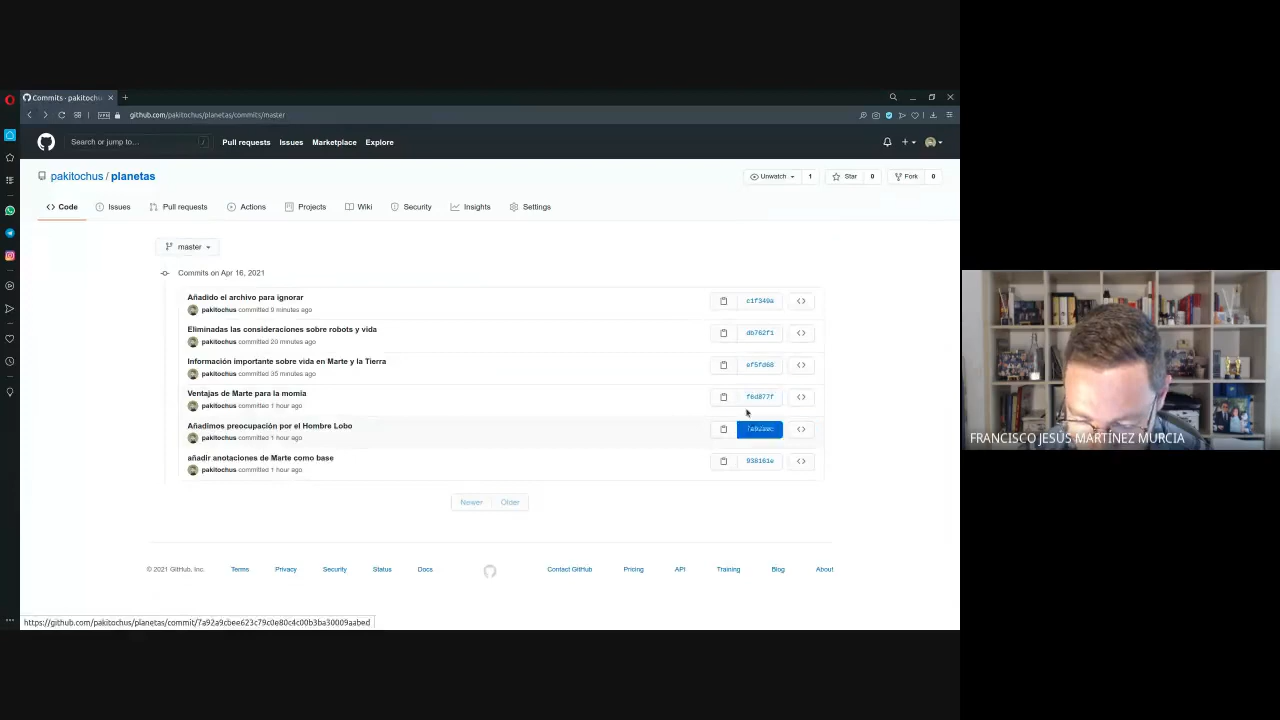 Commits · pakitochu
github.com/pakitochus/planetas/commits/master
Search or jump to...
/
Pull requests
Issues
Marketplace
Explore
pakitochus / planetas
Unwatch
1
Star
0
Fork
0
Code
Issues
Pull requests
Actions
Projects
Wiki
Security
Insights
Settings
master
Commits on Apr 16, 2021
Añadido el archivo para ignorar
c1f349a
pakitochus committed 9 minutes ago
Eliminadas las consideraciones sobre robots y vida
db762f1
pakitochus committed 20 minutes ago
Información importante sobre vida en Marte y la Tierra
ef5fd68
pakitochus committed 35 minutes ago
Ventajas de Marte para la momia
f6d877f
pakitochus committed 1 hour ago
Añadimos preocupación por el Hombre Lobo
7a92a9c
pakitochus committed 1 hour ago
añadir anotaciones de Marte como base
938161e
pakitochus committed 1 hour ago
Newer
Older
© 2021 GitHub, Inc.
Terms
Privacy
Security
Status
Docs
Contact GitHub
Pricing
API
Training
Blog
About
https://github.com/pakitochus/planetas/commit/7a92a9cbee623c79c0e80c4c00b3ba30009aabed
FRANCISCO JESÚS MARTÍNEZ MURCIA